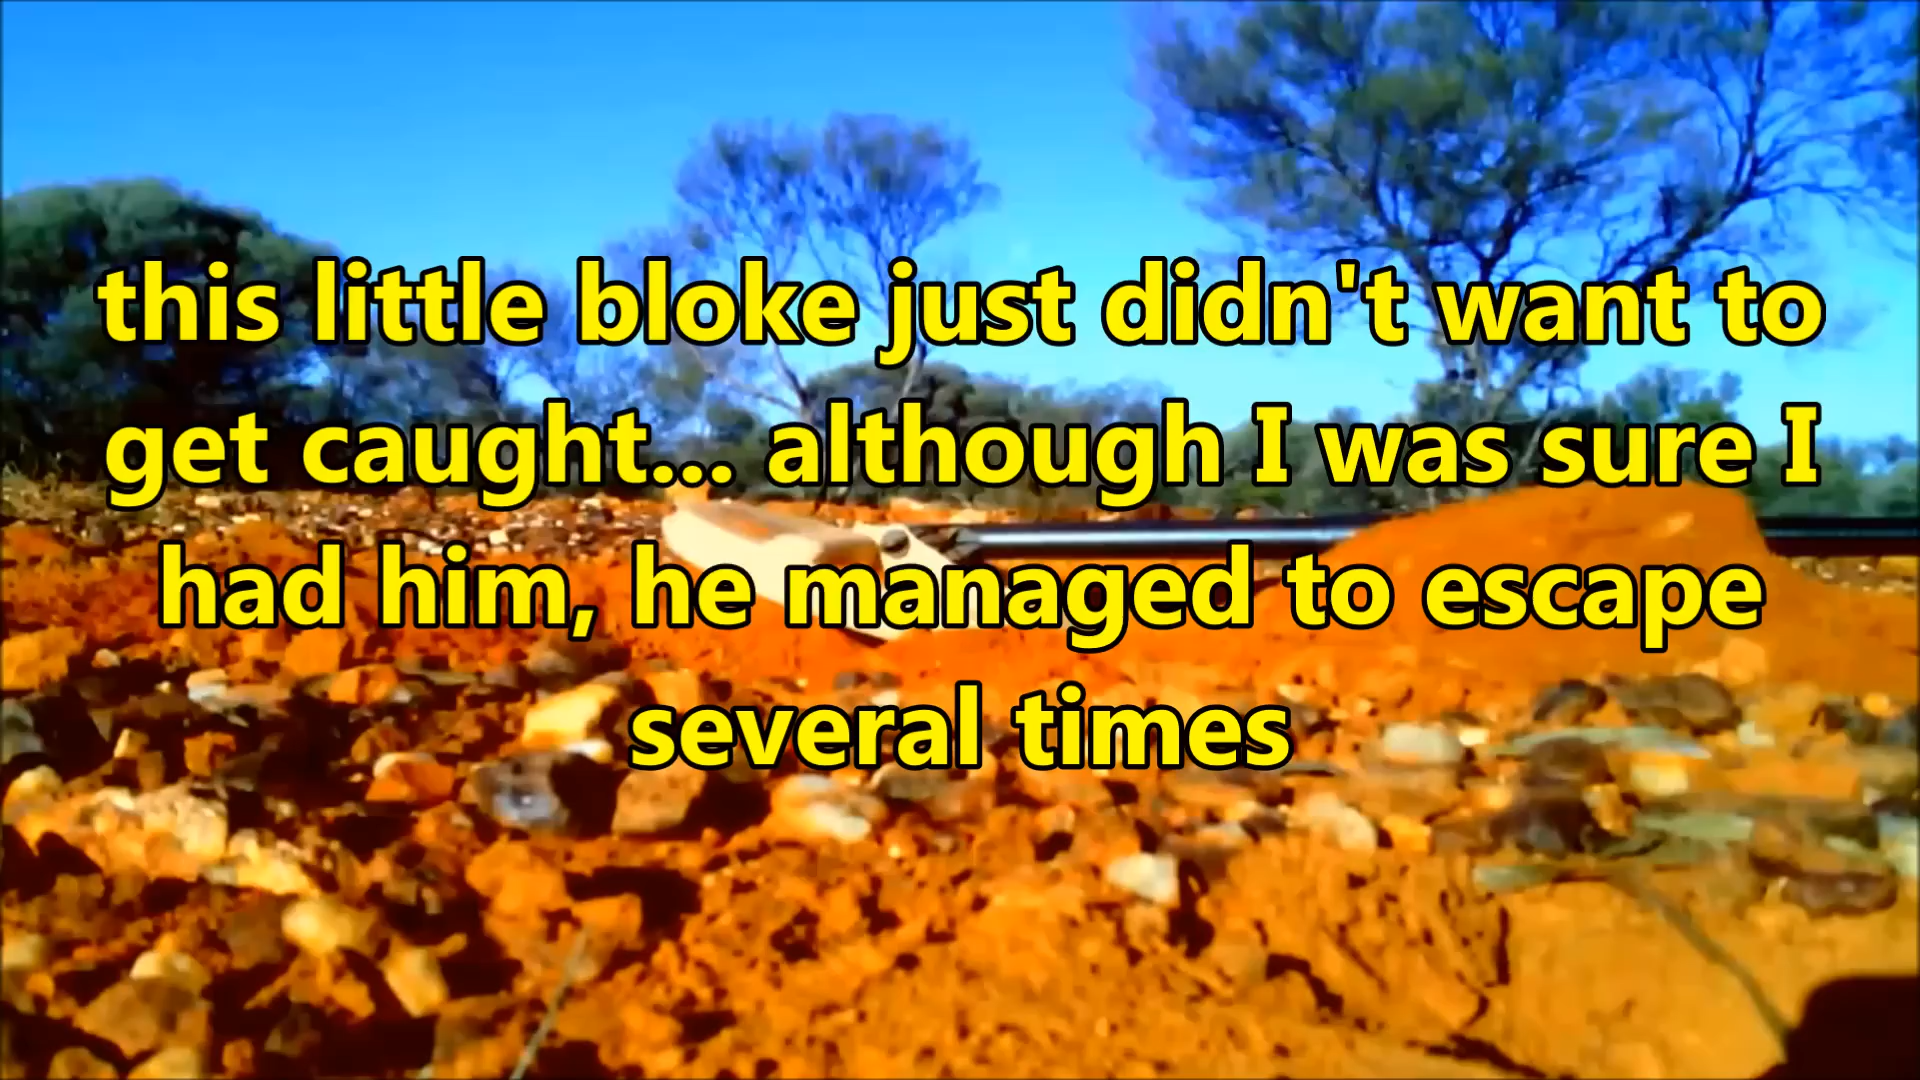 this little bloke just didn't want to
get caught... although I was sure I
had him, he managed to escape
several times